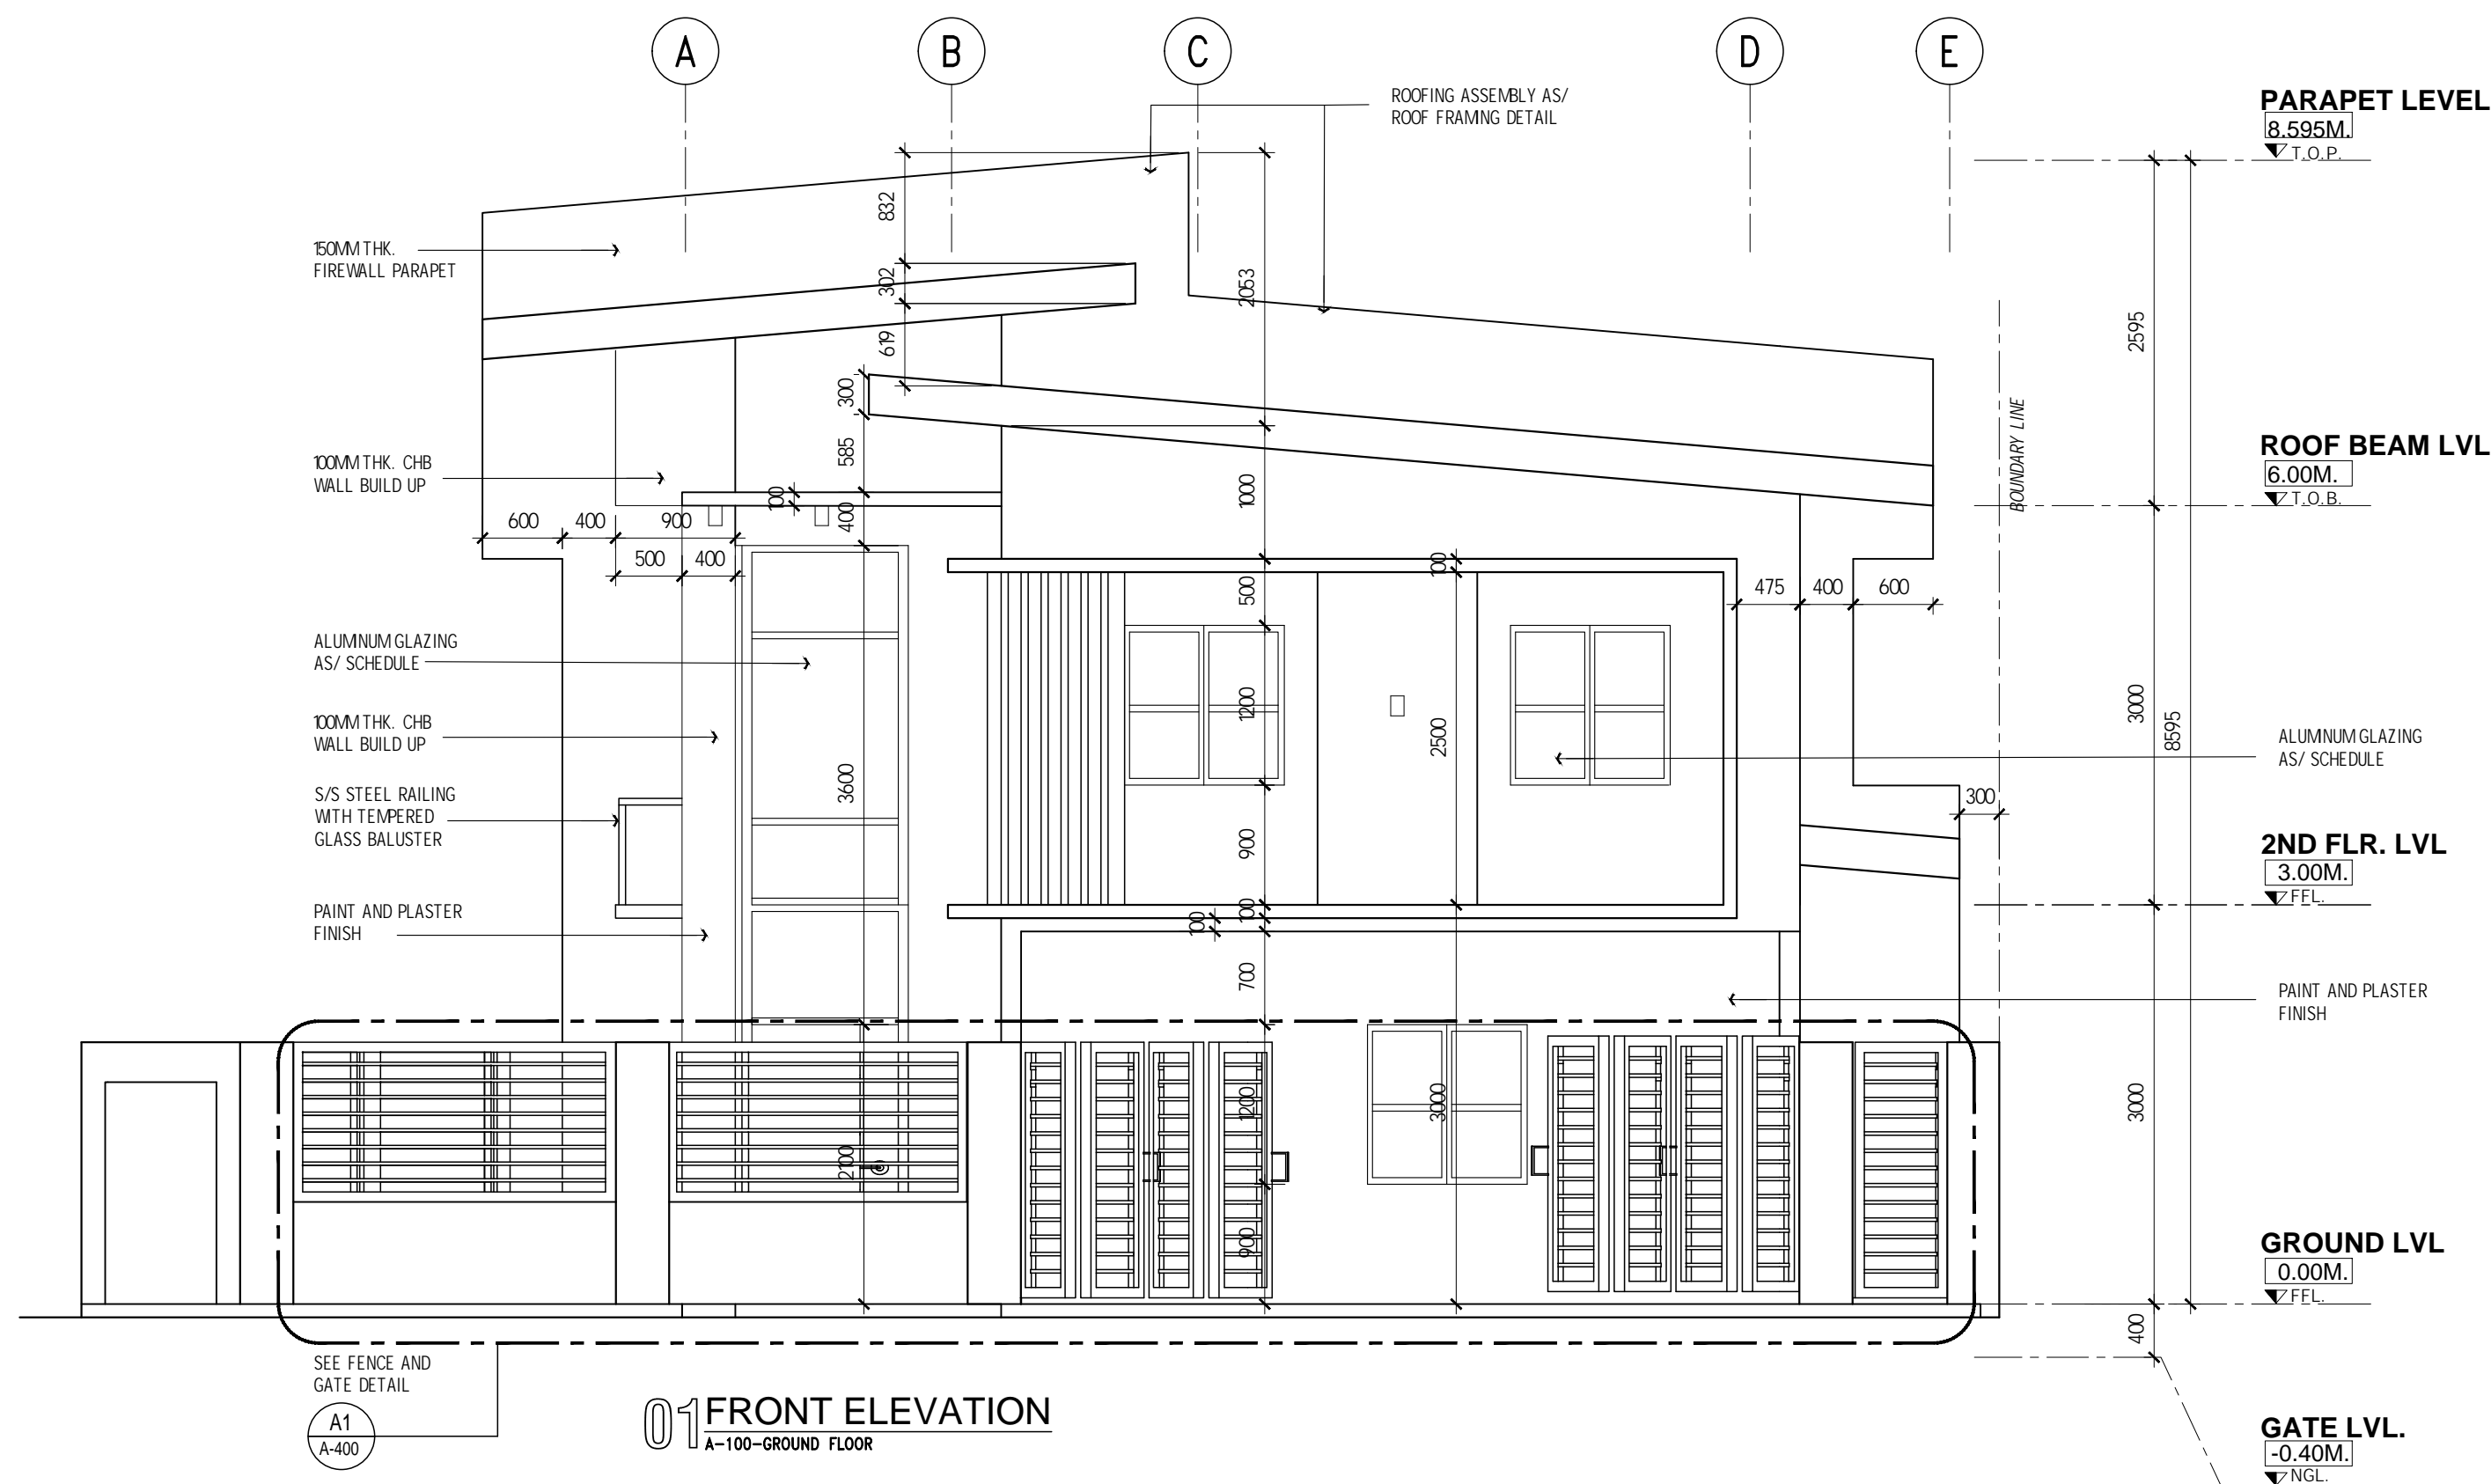 A
B
C
D
E
ROOFING ASSEMBLY AS/
ROOF FRAMING DETAIL
PARAPET LEVEL
8.595M.
T.O.P.
832
302
619
2053
2595
150MM THK.
FIREWALL PARAPET
300
585
BOUNDARY LINE
ROOF BEAM LVL
6.00M.
T.O.B.
100MM THK. CHB
WALL BUILD UP
100
400
1000
600
400
900
500
400
100
500
475
400
600
ALUMINUM GLAZING
AS/ SCHEDULE
1200
2500
3000
8595
100MM THK. CHB
WALL BUILD UP
ALUMINUM GLAZING
AS/ SCHEDULE
3600
S/S STEEL RAILING
WITH TEMPERED
GLASS BALUSTER
300
900
2ND FLR. LVL
3.00M.
FFL.
PAINT AND PLASTER
FINISH
100
100
700
PAINT AND PLASTER
FINISH
2100
1200
3000
3000
900
GROUND LVL
0.00M.
FFL.
400
SEE FENCE AND
GATE DETAIL
A1
A-400
01 FRONT ELEVATION
A-100-GROUND FLOOR
GATE LVL.
-0.40M.
NGL.